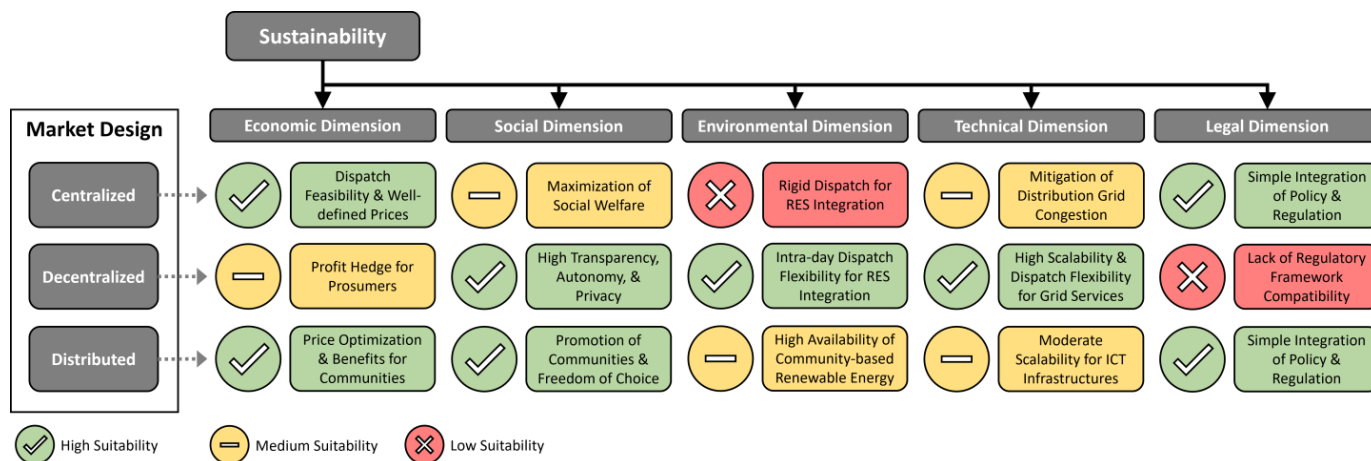 Sustainability
Market Design
Economic Dimension
Social Dimension
Environmental Dimension
Technical Dimension
Legal Dimension
Centralized
Dispatch
Feasibility & Well-
defined Prices
Maximization of
Social Welfare
Rigid Dispatch for
RES Integration
Mitigation of
Distribution Grid
Congestion
Simple Integration
of Policy &
Regulation
Decentralized
Profit Hedge for
Prosumers
High Transparency,
Autonomy, &
Privacy
Intra-day Dispatch
Flexibility for RES
Integration
High Scalability &
Dispatch Flexibility
for Grid Services
Lack of Regulatory
Framework
Compatibility
Distributed
Price Optimization
& Benefits for
Communities
Promotion of
Communities &
Freedom of Choice
High Availability of
Community-based
Renewable Energy
Moderate
Scalability for ICT
Infrastructures
Simple Integration
of Policy &
Regulation
High Suitability
Medium Suitability
Low Suitability